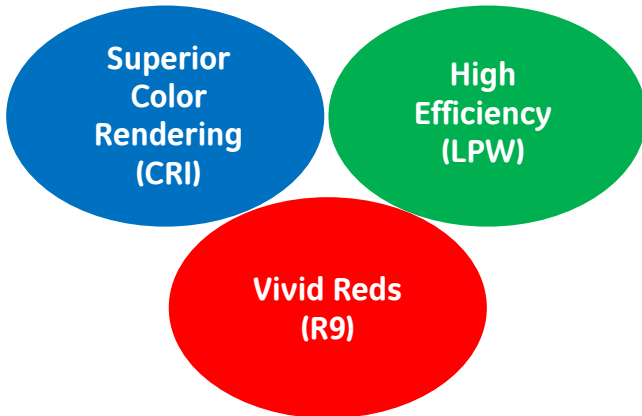 Superior
Color
Rendering
(CRI)
High
Efficiency
(LPW)
Vivid Reds
(R9)